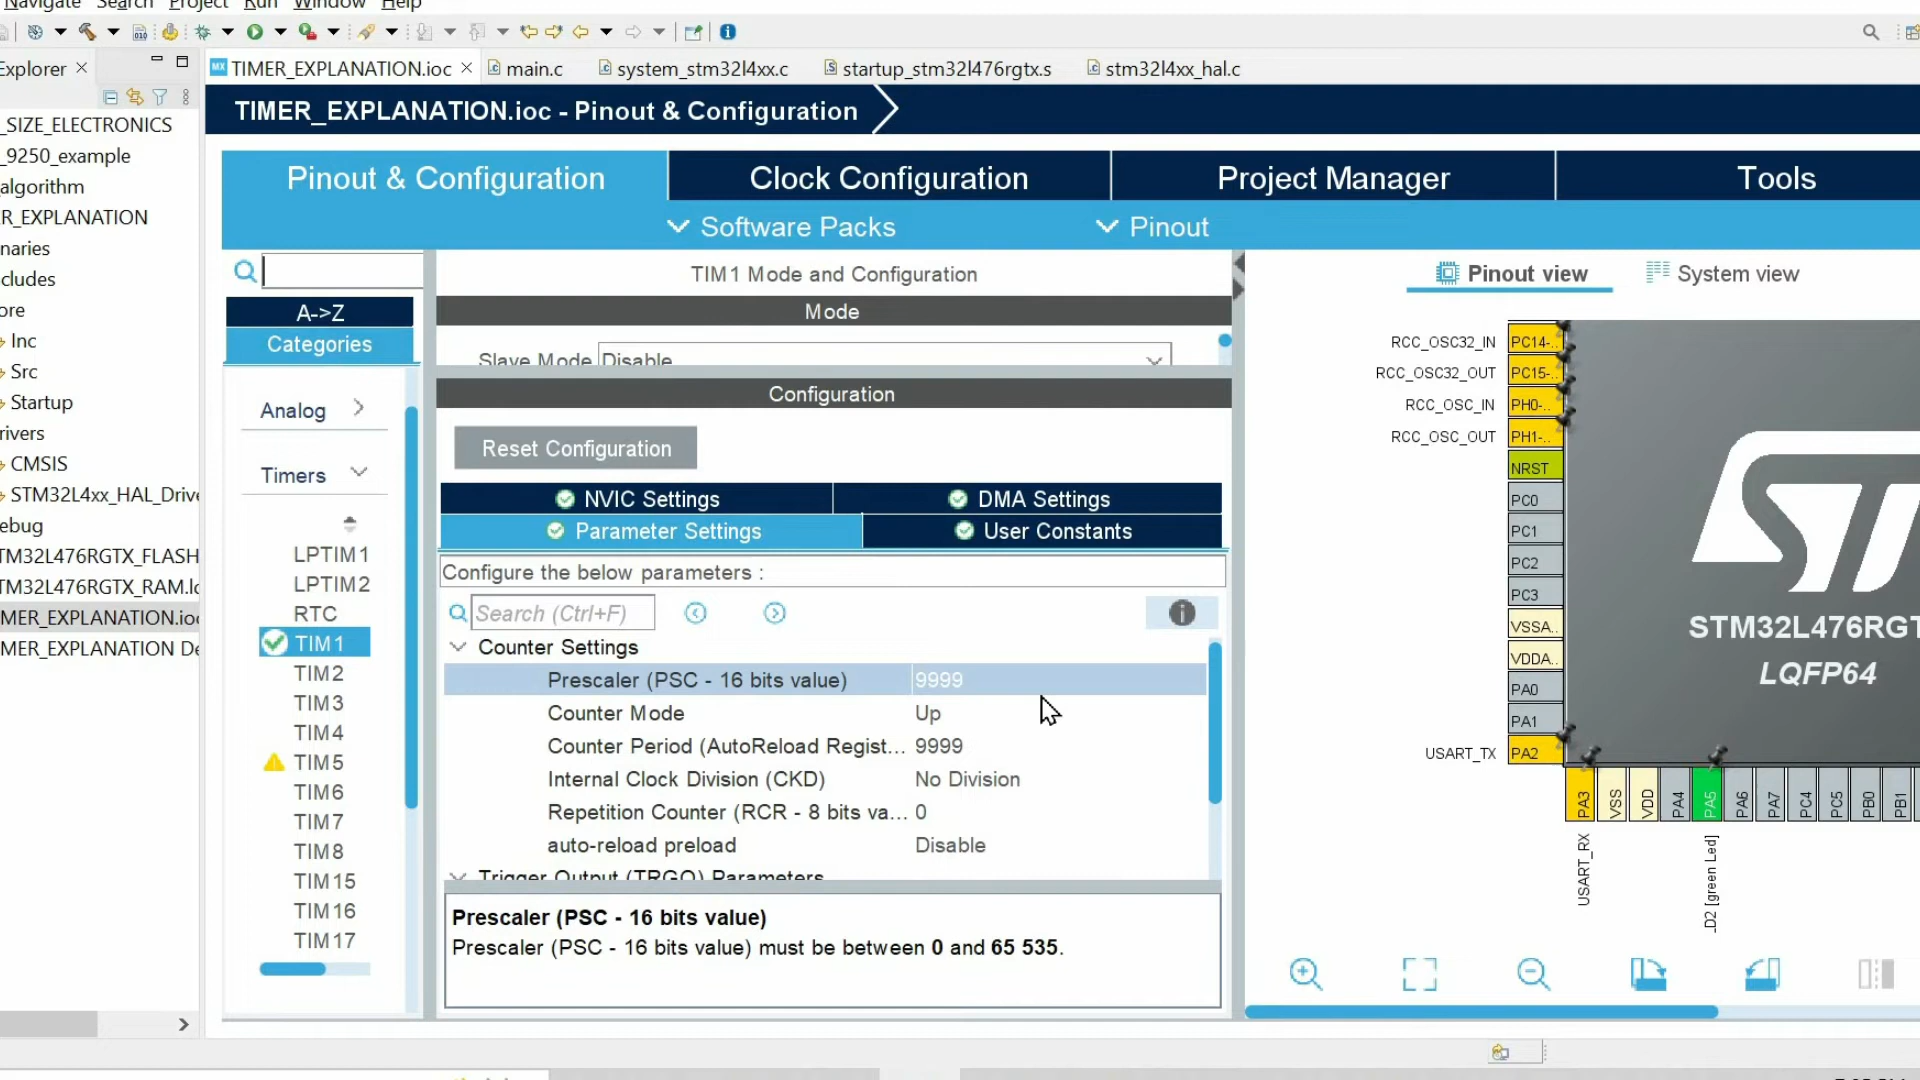 Navigate Search Project Run Window Help
Explorer
TIMER_EXPLANATION.ioc
main.c
system_stm32l4xx.c
startup_stm32l476rgtx.s
stm32l4xx_hal.c
TIMER_EXPLANATION.ioc - Pinout & Configuration
Pinout & Configuration
Clock Configuration
Project Manager
Tools
Software Packs
Pinout
_SIZE_ELECTRONICS
_9250_example
algorithm
R_EXPLANATION
naries
cludes
ore
Inc
Src
Startup
rivers
CMSIS
STM32L4xx_HAL_Drive
ebug
TM32L476RGTX_FLASH
TM32L476RGTX_RAM.lc
MER_EXPLANATION.ioc
MER_EXPLANATION De
A->Z
Categories
Analog
Timers
LPTIM1
LPTIM2
RTC
TIM1
TIM2
TIM3
TIM4
TIM5
TIM6
TIM7
TIM8
TIM15
TIM16
TIM17
TIM1 Mode and Configuration
Mode
Slave Mode Disable
Configuration
Reset Configuration
NVIC Settings
DMA Settings
Parameter Settings
User Constants
Configure the below parameters :
Search (Ctrl+F)
Counter Settings
Prescaler (PSC - 16 bits value) 9999
Counter Mode Up
Counter Period (AutoReload Regist... 9999
Internal Clock Division (CKD) No Division
Repetition Counter (RCR - 8 bits va... 0
auto-reload preload Disable
Trigger Output (TRGO) Parameters
Prescaler (PSC - 16 bits value)
Prescaler (PSC - 16 bits value) must be between 0 and 65 535.
Pinout view
System view
RCC_OSC32_IN PC14-..
RCC_OSC32_OUT PC15-..
RCC_OSC_IN PH0-..
RCC_OSC_OUT PH1-..
NRST
PC0
PC1
PC2
PC3
VSSA..
VDDA..
PA0
PA1
USART_TX PA2
STM32L476RGT
LQFP64
PA3
VSS
VDD
PA4
PA5
PA6
PA7
PC4
PC5
PB0
PB1
USART_RX
LD2 [green Led]